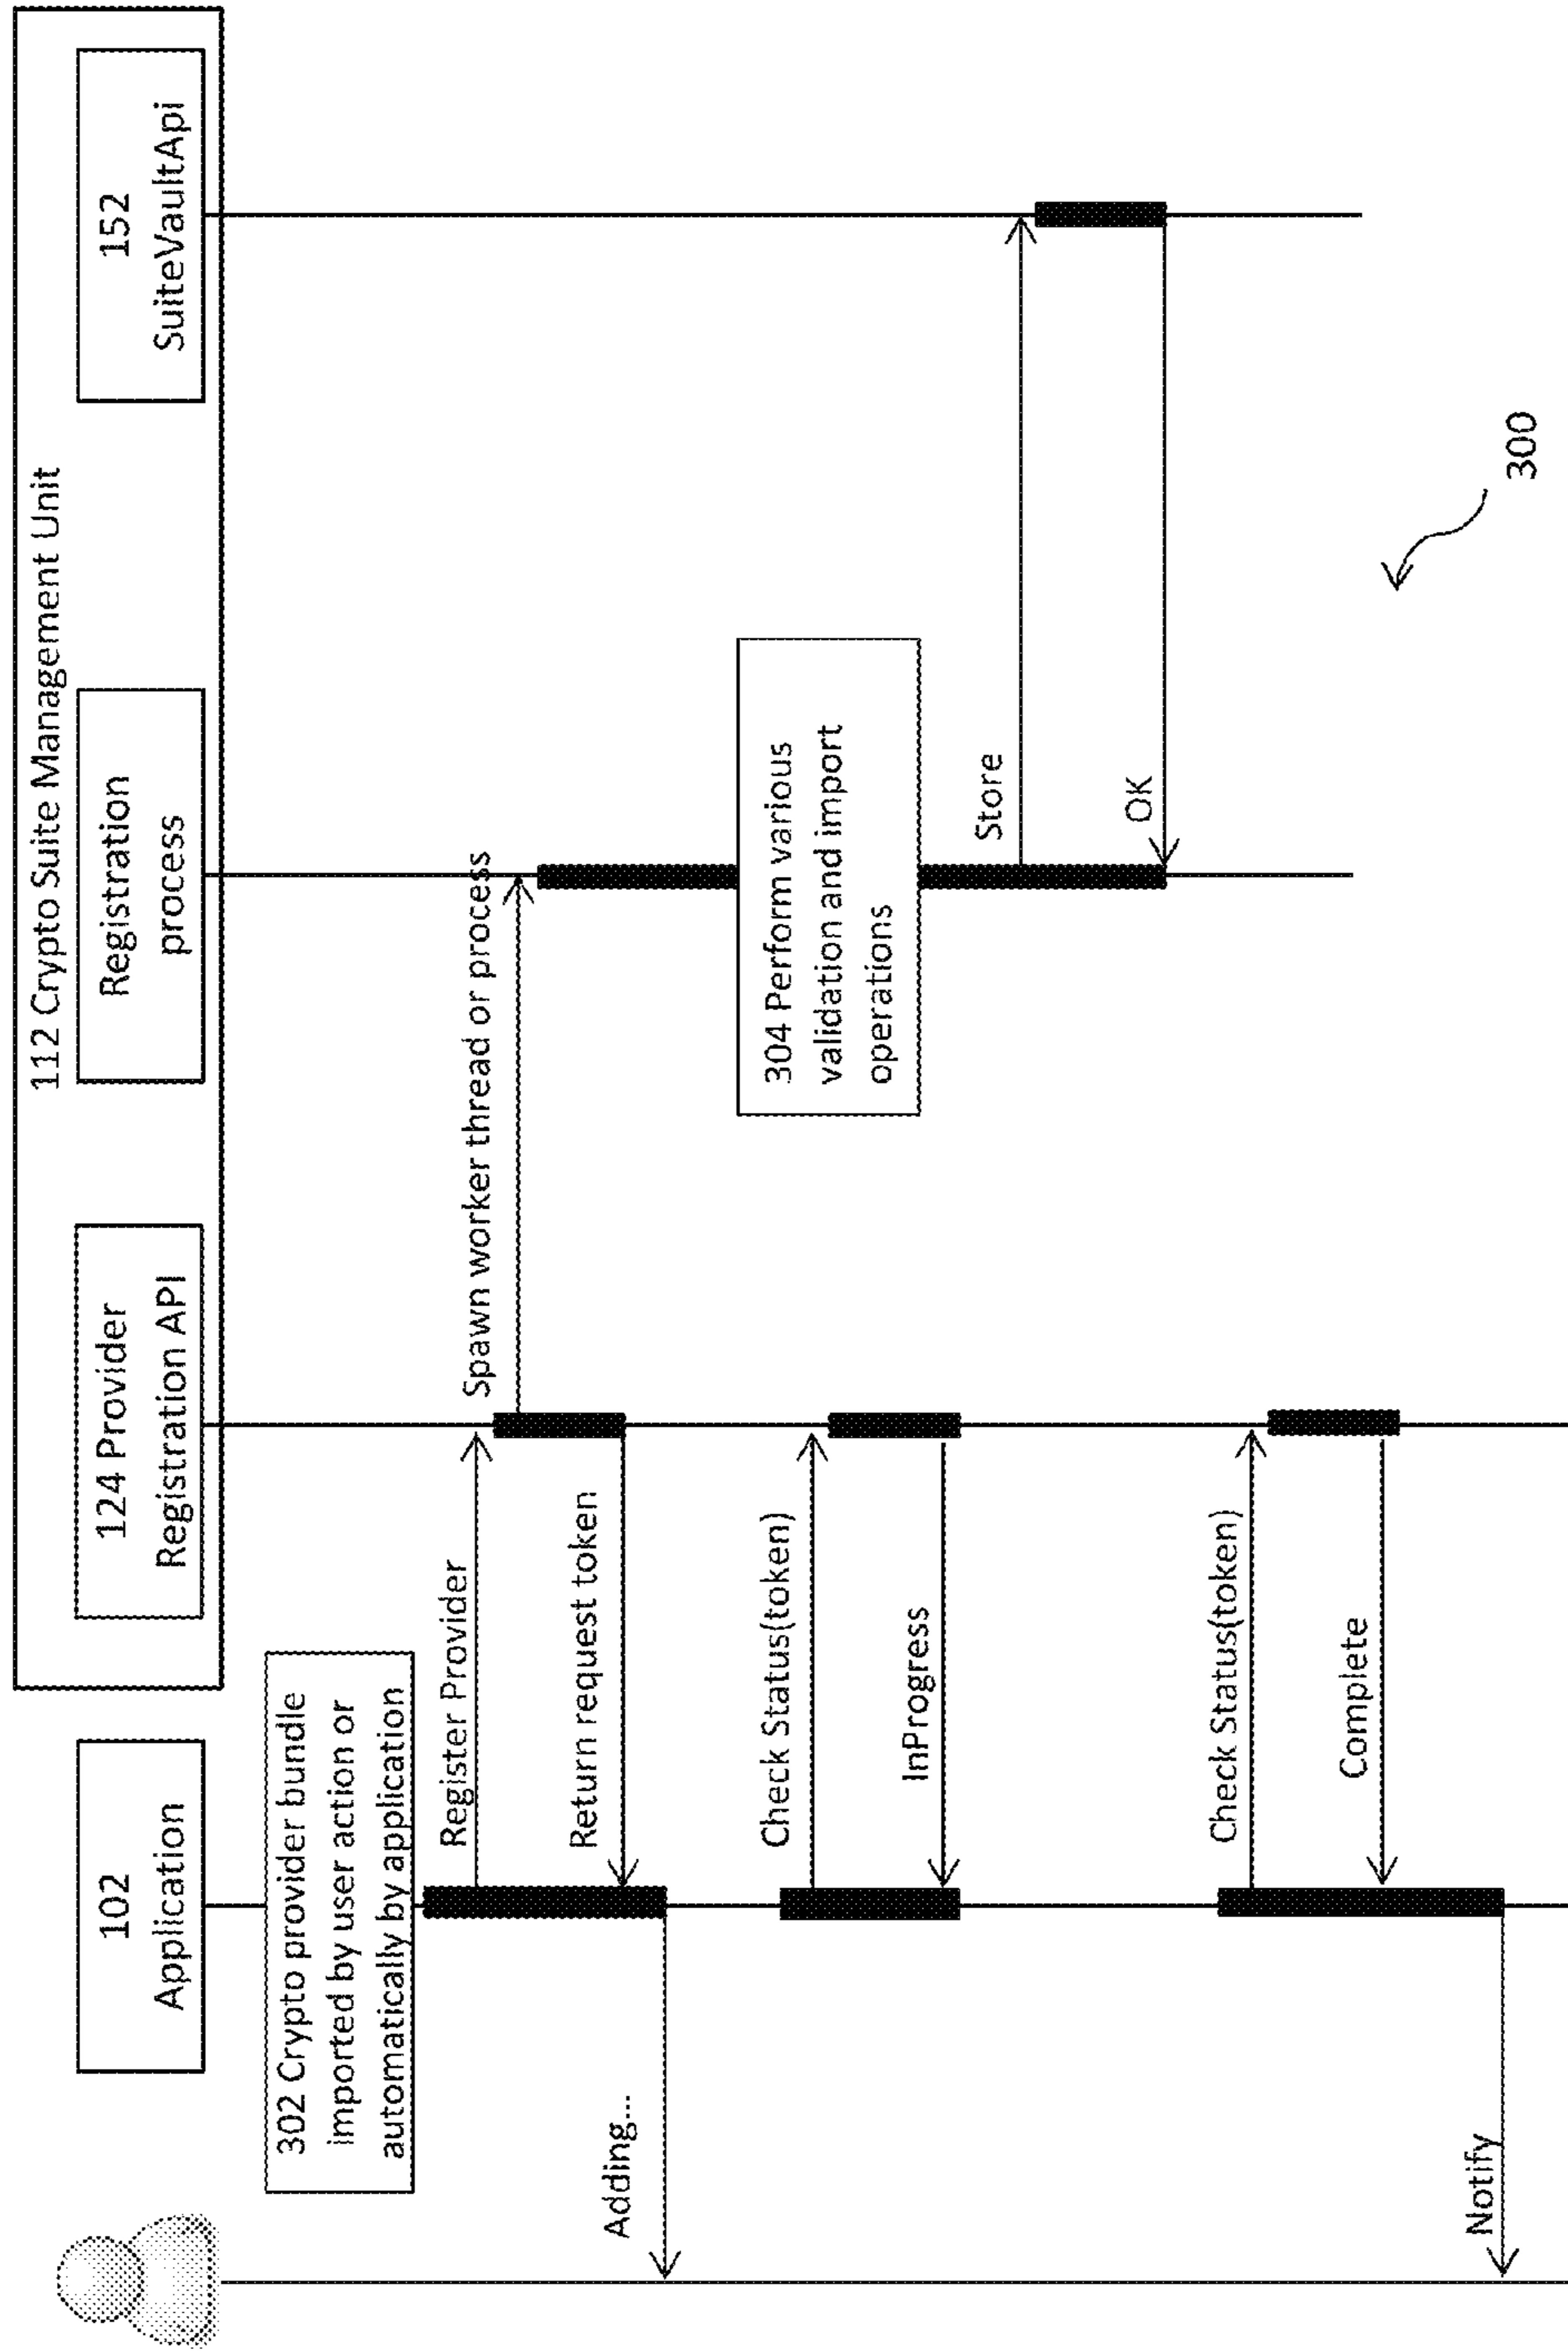 112 Crypto Suite Management Unit
102
Application
124 Provider
Registration API
Registration
process
152
SuiteVaultApi
302 Crypto provider bundle
imported by user action or
automatically by application
Register Provider
Spawn worker thread or process
Return request token
Adding...
304 Perform various
validation and import
operations
Check Status(token)
InProgress
Store
OK
Check Status(token)
Complete
Notify
300